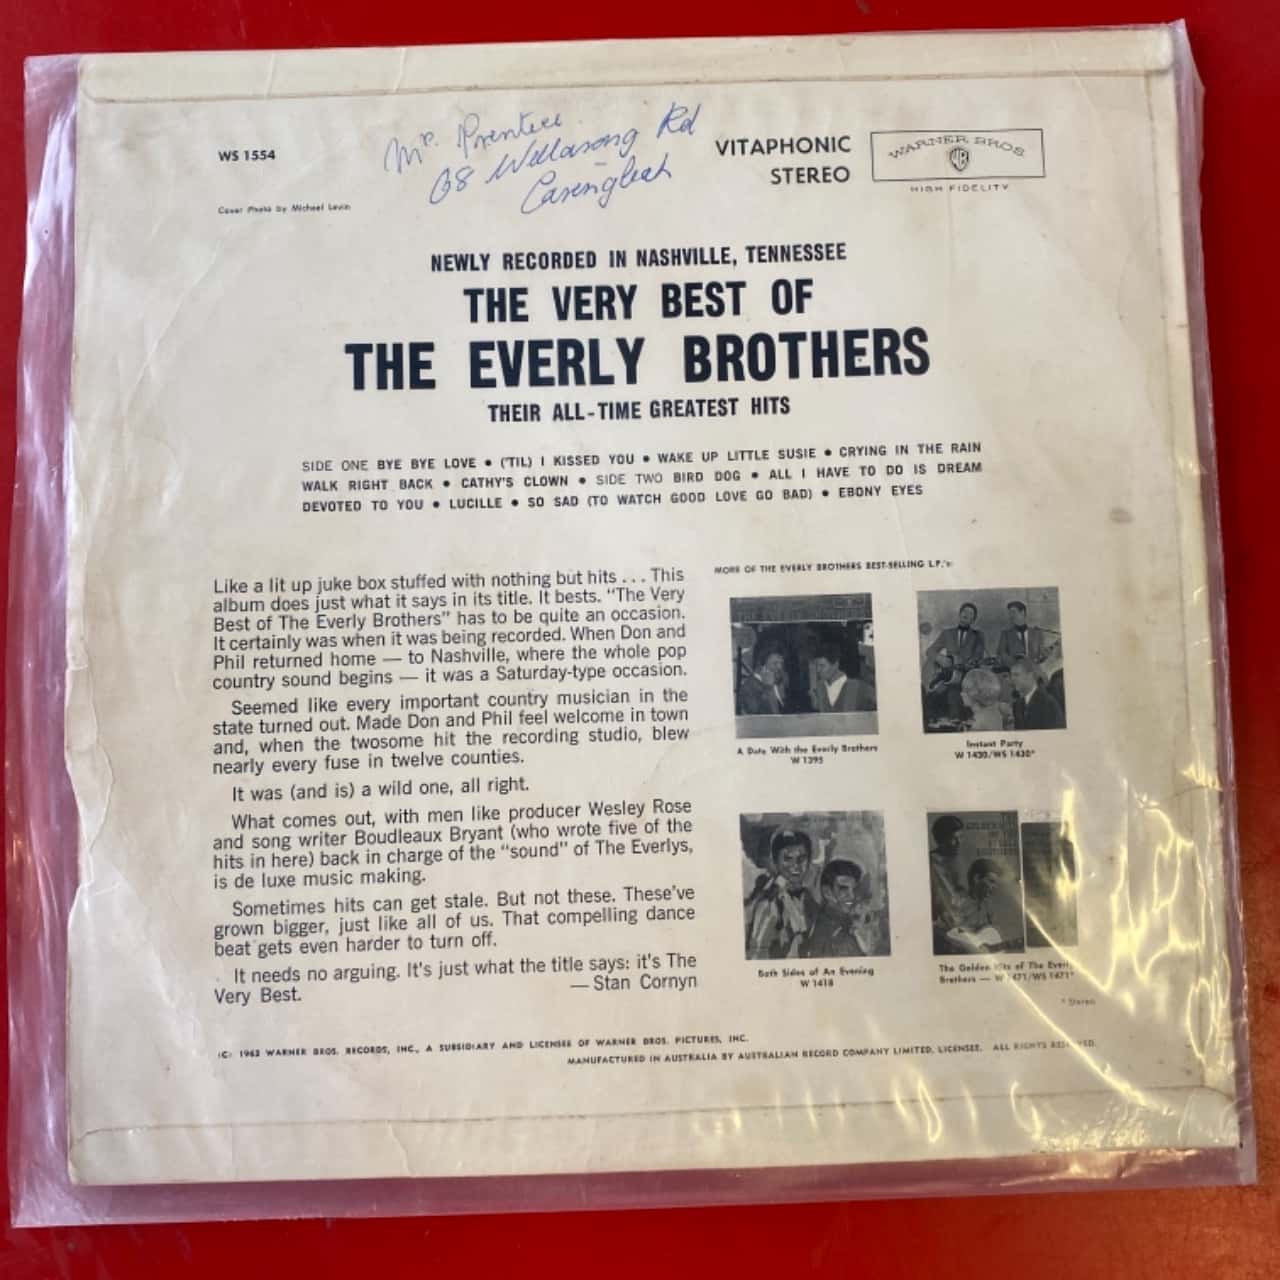 WS 1554
Cover Photo by Michael Levin
Mr. Prentice
68 Willarong Rd
VITAPHONIC
STEREO
WARNER BROS
WB
HIGH FIDELITY
NEWLY RECORDED IN NASHVILLE, TENNESSEE
THE VERY BEST OF
THE EVERLY BROTHERS
THEIR ALL-TIME GREATEST HITS
SIDE ONE BYE BYE LOVE • ('TIL) I KISSED YOU • WAKE UP LITTLE SUSIE • CRYING IN THE RAIN
WALK RIGHT BACK • CATHY'S CLOWN • SIDE TWO BIRD DOG • ALL I HAVE TO DO IS DREAM
DEVOTED TO YOU • LUCILLE • SO SAD (TO WATCH GOOD LOVE GO BAD) • EBONY EYES
Like a lit up juke box stuffed with nothing but hits . . . This
album does just what it says in its title. It bests. "The Very
Best of The Everly Brothers" has to be quite an occasion.
It certainly was when it was being recorded. When Don and
Phil returned home — to Nashville, where the whole pop
country sound begins — it was a Saturday-type occasion.
Seemed like every important country musician in the
state turned out. Made Don and Phil feel welcome in town
and, when the twosome hit the recording studio, blew
nearly every fuse in twelve counties.
It was (and is) a wild one, all right.
What comes out, with men like producer Wesley Rose
and song writer Boudleaux Bryant (who wrote five of the
hits in here) back in charge of the "sound" of The Everlys,
is de luxe music making.
Sometimes hits can get stale. But not these. These've
grown bigger, just like all of us. That compelling dance
beat gets even harder to turn off.
It needs no arguing. It's just what the title says: it's The
Very Best.
— Stan Cornyn
MORE OF THE EVERLY BROTHERS BEST-SELLING L.P.'s:
A Date With the Everly Brothers
W 1395
Instant Party
W 1430/WS 1430*
Both Sides of An Evening
W 1418
The Golden Hits of The Everly
Brothers — W 1471/WS 1471*
* Stereo
(C) 1963 WARNER BROS. RECORDS, INC., A SUBSIDIARY AND LICENSEE OF WARNER BROS. PICTURES, INC.
MANUFACTURED IN AUSTRALIA BY AUSTRALIAN RECORD COMPANY LIMITED, LICENSEE. ALL RIGHTS RESERVED.